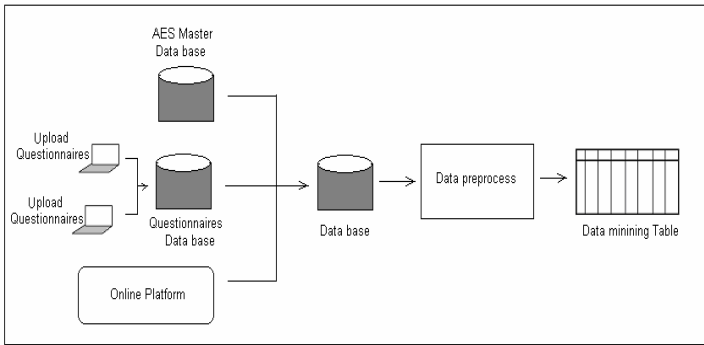 AES Master
Data base
Upload
Questionnaires
Upload
Questionnaires
Questionnaires
Data base
Online Platform
Data base
Data preprocess
Data minining Table